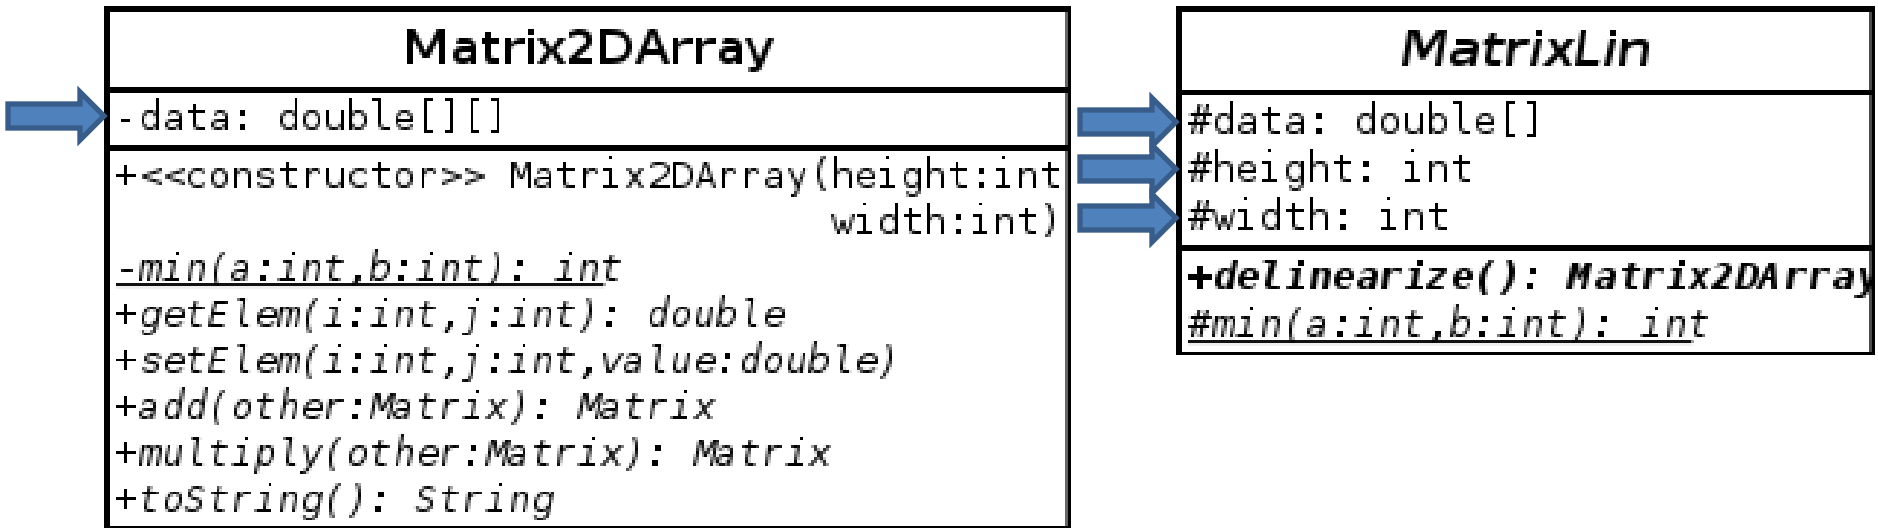 Matrix2DArray
-data: double[][]
+<<constructor>> Matrix2DArray(height:int
width:int)
-min(a:int,b:int): int
+getElem(i:int,j:int): double
+setElem(i:int,j:int,value:double)
+add(other:Matrix): Matrix
+multiply(other:Matrix): Matrix
+toString(): String
MatrixLin
#data: double[]
#height: int
#width: int
+delinearize(): Matrix2DArray
#min(a:int,b:int): int